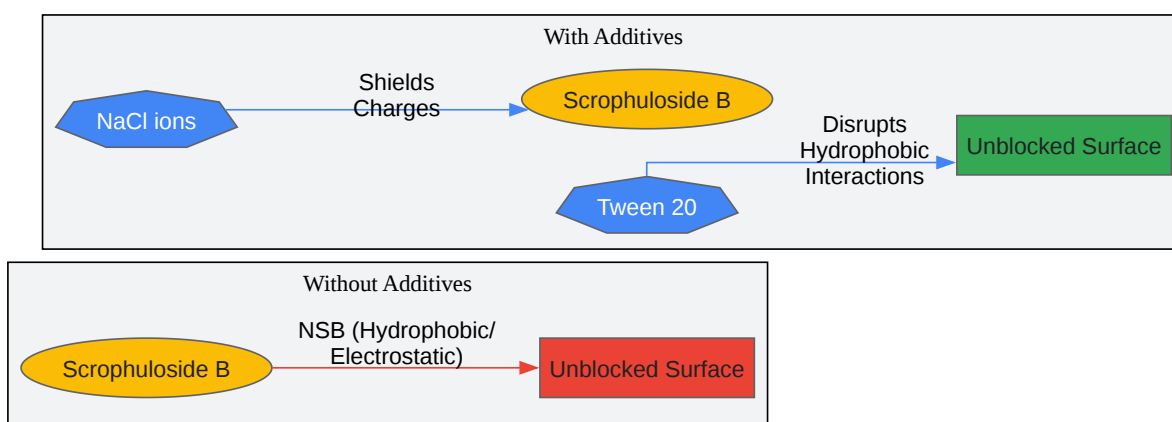 With Additives
Shields
Charges
NaCl ions
Scrophuloside B
Disrupts
Hydrophobic
Interactions
Unblocked Surface
Tween 20
Without Additives
NSB (Hydrophobic/
Electrostatic)
Scrophuloside B
Unblocked Surface